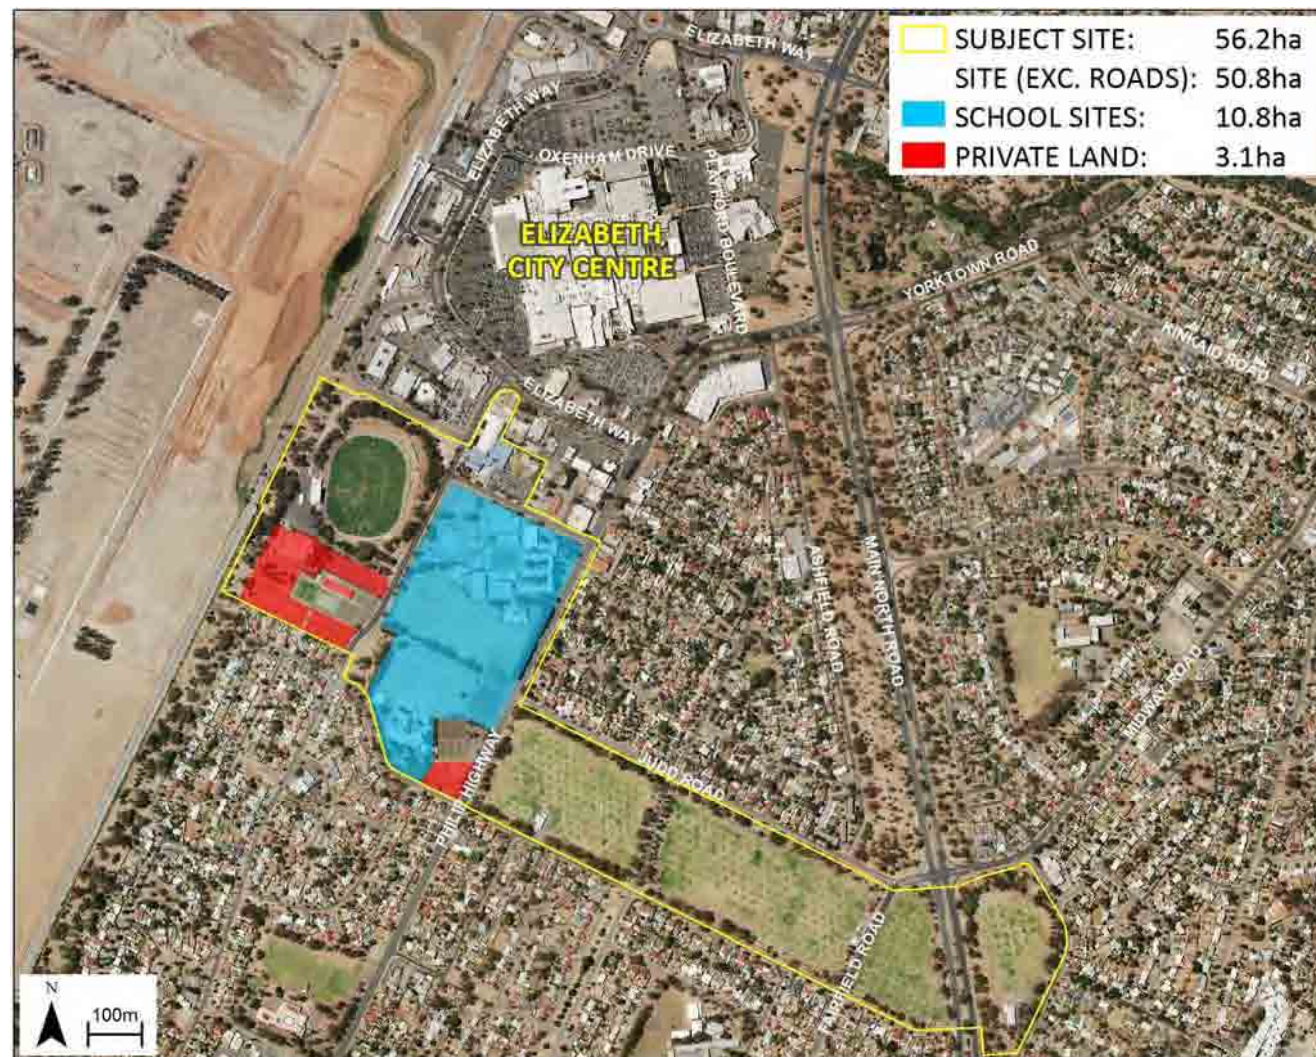 SUBJECT SITE: 56.2ha
SITE (EXC. ROADS): 50.8ha
SCHOOL SITES: 10.8ha
PRIVATE LAND: 3.1ha
ELIZABETH WAY
ELIZABETH WAY
OXENHAM DRIVE
PLAYFORD BOULEVARD
ELIZABETH
CITY CENTRE
YORKTOWN ROAD
KINKAID ROAD
ELIZABETH WAY
ASHFIELD ROAD
MAIN NORTH ROAD
MIDWAY ROAD
PHILIP HIGHWAY
JUDD ROAD
FAIRFIELD ROAD
N
100m